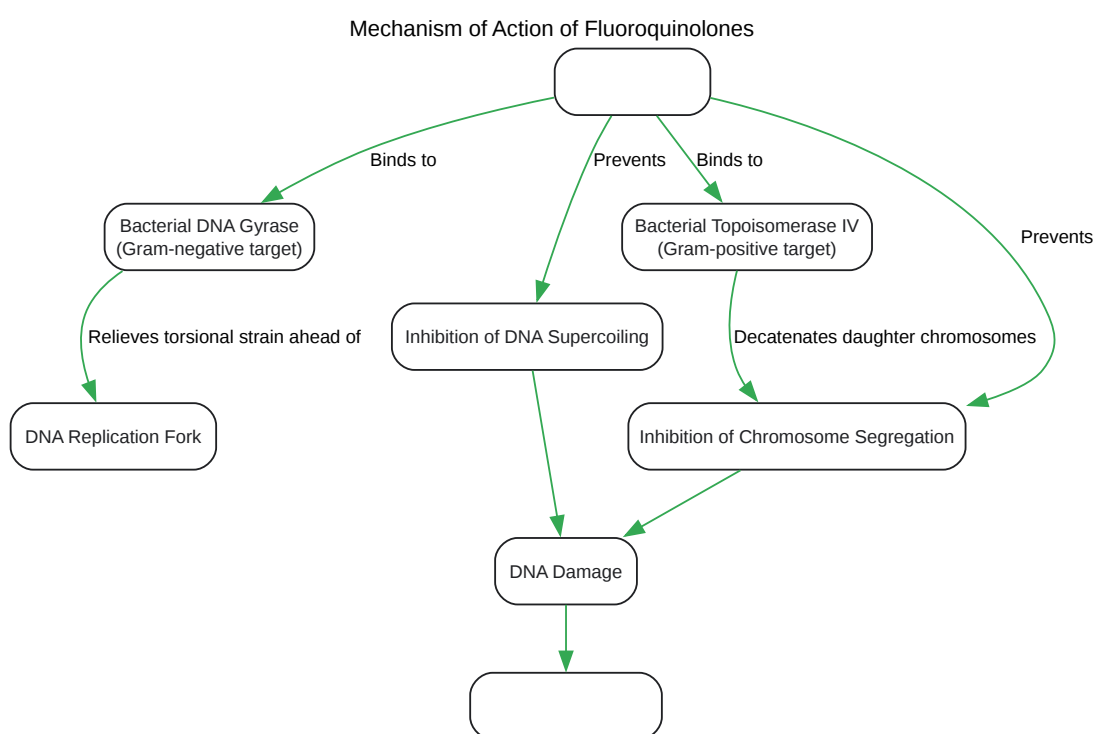 Mechanism of Action of Fluoroquinolones
Binds to
Prevents
Binds to
Prevents
Bacterial DNA Gyrase
(Gram-negative target)
Bacterial Topoisomerase IV
(Gram-positive target)
Relieves torsional strain ahead of
Inhibition of DNA Supercoiling
Decatenates daughter chromosomes
DNA Replication Fork
Inhibition of Chromosome Segregation
DNA Damage